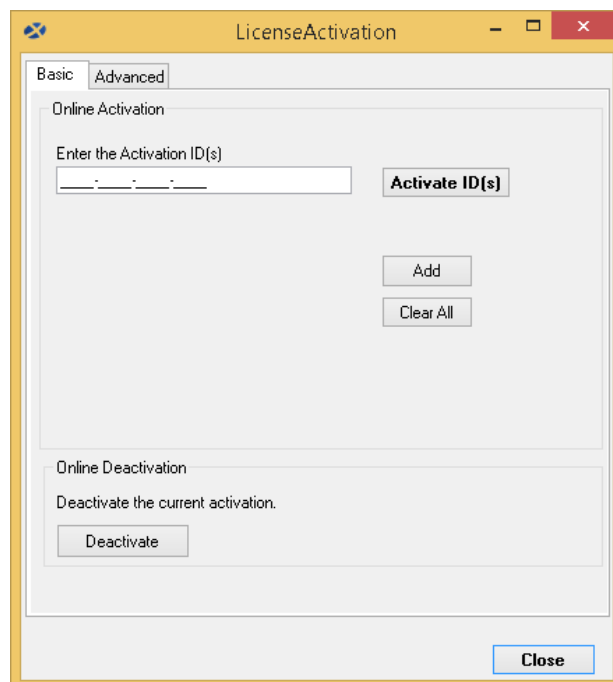 LicenseActivation
Basic
Advanced
Online Activation
Enter the Activation ID(s)
____-____-____-____
Activate ID(s)
Add
Clear All
Online Deactivation
Deactivate the current activation.
Deactivate
Close